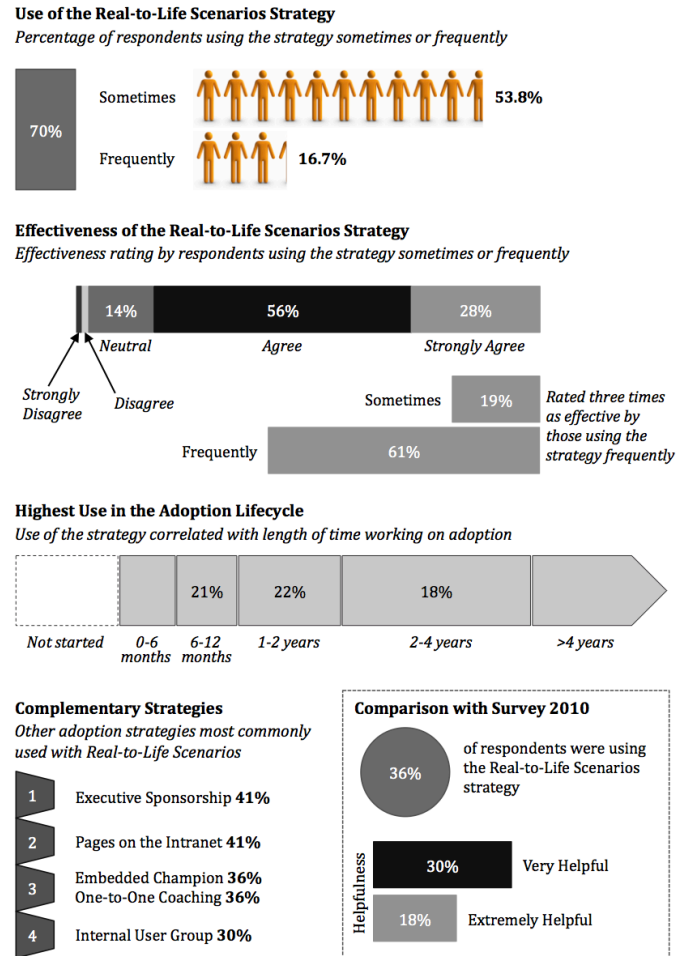 Use of the Real-to-Life Scenarios Strategy
Percentage of respondents using the strategy sometimes or frequently
70%
Sometimes
53.8%
Frequently
16.7%
Effectiveness of the Real-to-Life Scenarios Strategy
Effectiveness rating by respondents using the strategy sometimes or frequently
14%
56%
28%
Neutral
Agree
Strongly Agree
Strongly
Disagree
Disagree
Sometimes
19%
Frequently
61%
Rated three times
as effective by
those using the
strategy frequently
Highest Use in the Adoption Lifecycle
Use of the strategy correlated with length of time working on adoption
21%
22%
18%
Not started
0-6
months
6-12
months
1-2 years
2-4 years
>4 years
Complementary Strategies
Other adoption strategies most commonly
used with Real-to-Life Scenarios
1
Executive Sponsorship 41%
2
Pages on the Intranet 41%
3
Embedded Champion 36%
One-to-One Coaching 36%
4
Internal User Group 30%
Comparison with Survey 2010
36%
of respondents were using
the Real-to-Life Scenarios
strategy
Helpfulness
30%
Very Helpful
18%
Extremely Helpful